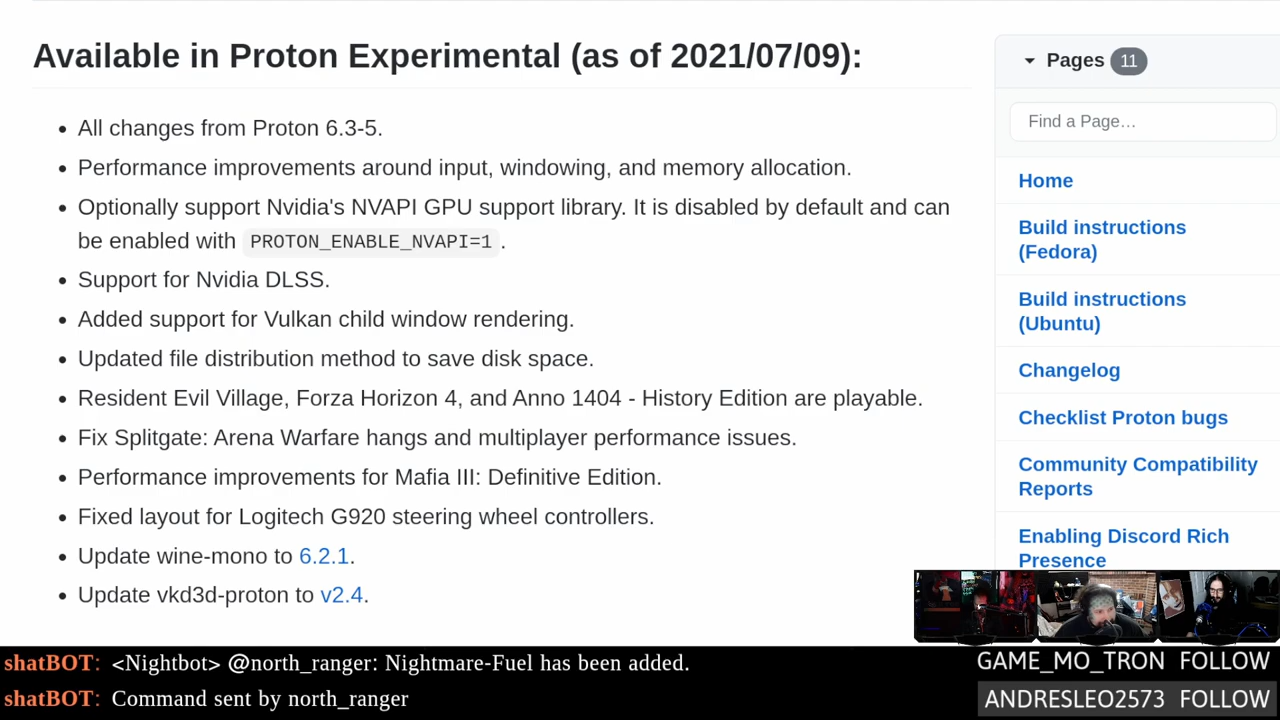 Available in Proton Experimental (as of 2021/07/09):
All changes from Proton 6.3-5.
Performance improvements around input, windowing, and memory allocation.
Optionally support Nvidia's NVAPI GPU support library. It is disabled by default and can
be enabled with PROTON_ENABLE_NVAPI=1 .
Support for Nvidia DLSS.
Added support for Vulkan child window rendering.
Updated file distribution method to save disk space.
Resident Evil Village, Forza Horizon 4, and Anno 1404 - History Edition are playable.
Fix Splitgate: Arena Warfare hangs and multiplayer performance issues.
Performance improvements for Mafia III: Definitive Edition.
Fixed layout for Logitech G920 steering wheel controllers.
Update wine-mono to 6.2.1.
Update vkd3d-proton to v2.4.
Pages 11
Find a Page…
Home
Build instructions
(Fedora)
Build instructions
(Ubuntu)
Changelog
Checklist Proton bugs
Community Compatibility
Reports
Enabling Discord Rich
Presence
shatBOT: <Nightbot> @north_ranger: Nightmare-Fuel has been added.
shatBOT: Command sent by north_ranger
GAME_MO_TRON FOLLOW
ANDRESLEO2573 FOLLOW